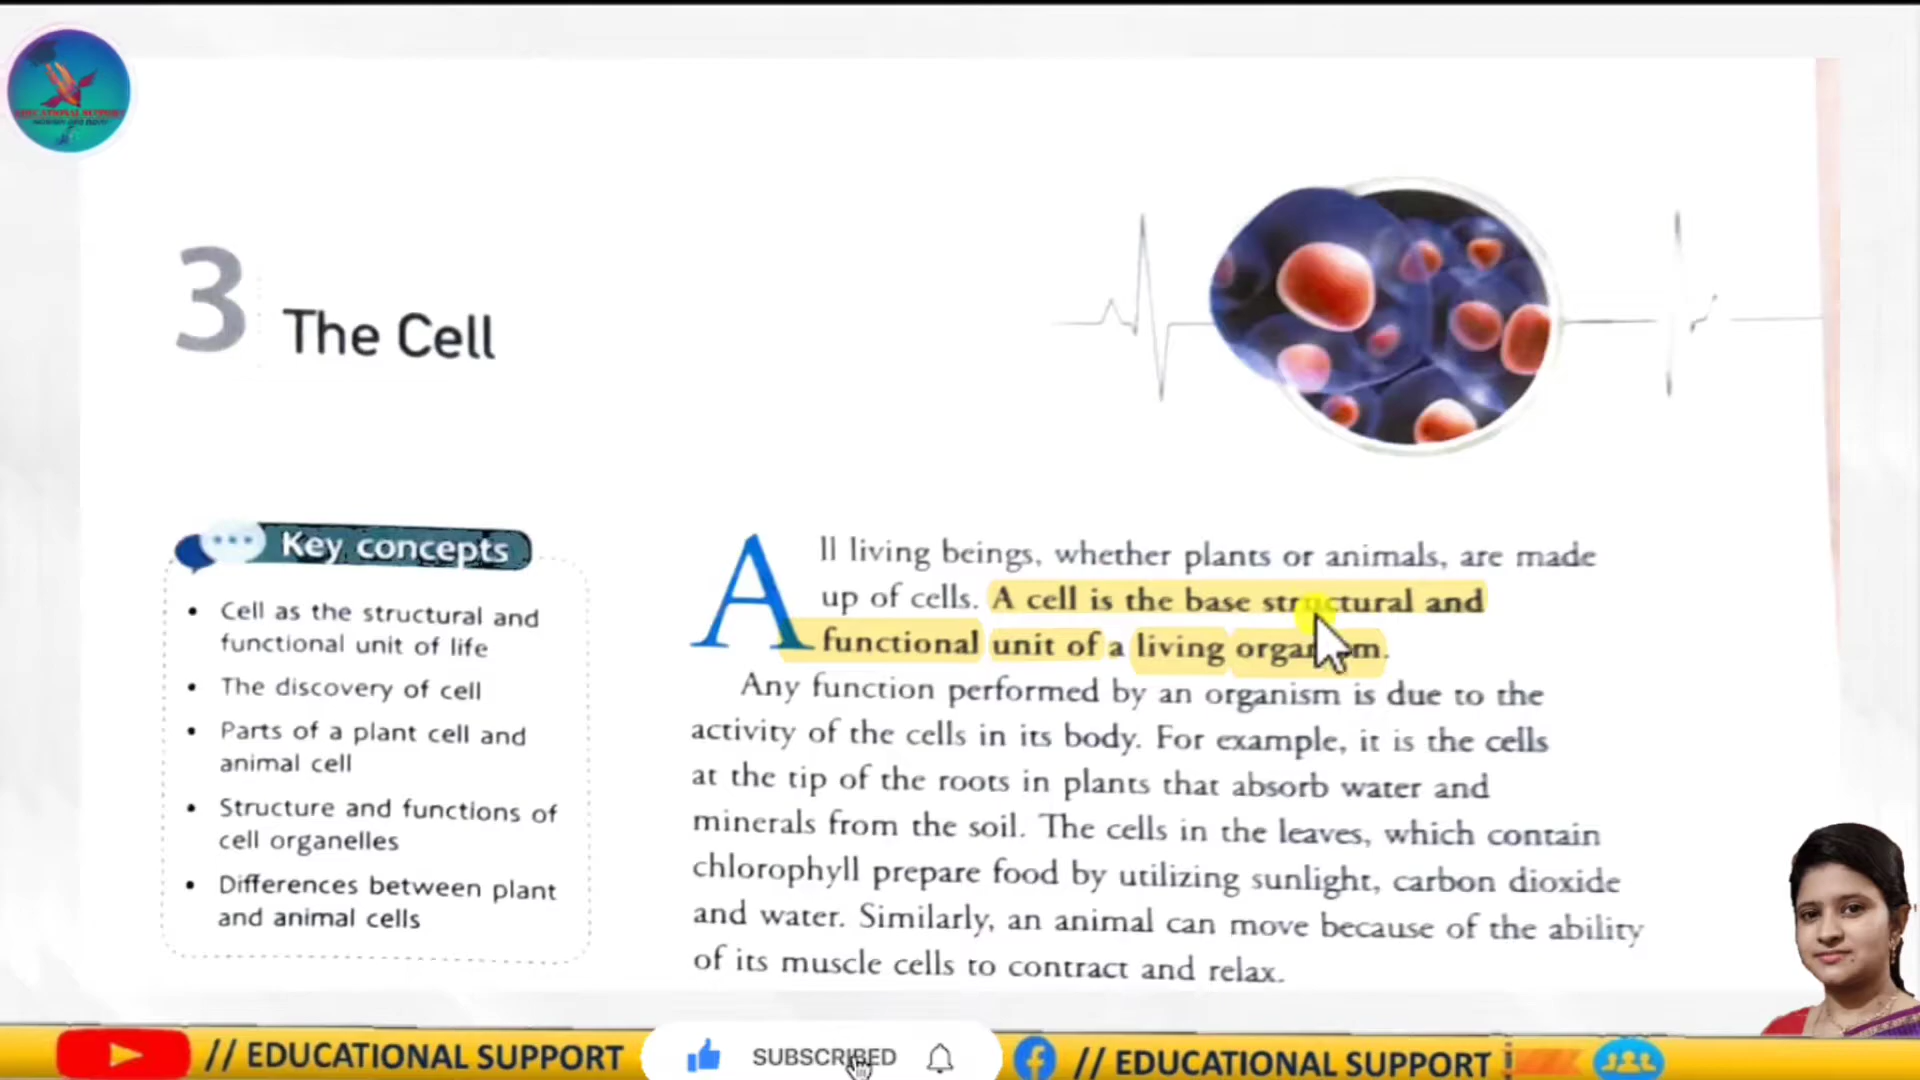 3 The Cell
Key concepts
• Cell as the structural and
functional unit of life
• The discovery of cell
• Parts of a plant cell and
animal cell
• Structure and functions of
cell organelles
• Differences between plant
and animal cells
All living beings, whether plants or animals, are made
up of cells. A cell is the base structural and
functional unit of a living organism.
Any function performed by an organism is due to the
activity of the cells in its body. For example, it is the cells
at the tip of the roots in plants that absorb water and
minerals from the soil. The cells in the leaves, which contain
chlorophyll prepare food by utilizing sunlight, carbon dioxide
and water. Similarly, an animal can move because of the ability
of its muscle cells to contract and relax.
// EDUCATIONAL SUPPORT
SUBSCRIBED
// EDUCATIONAL SUPPORT